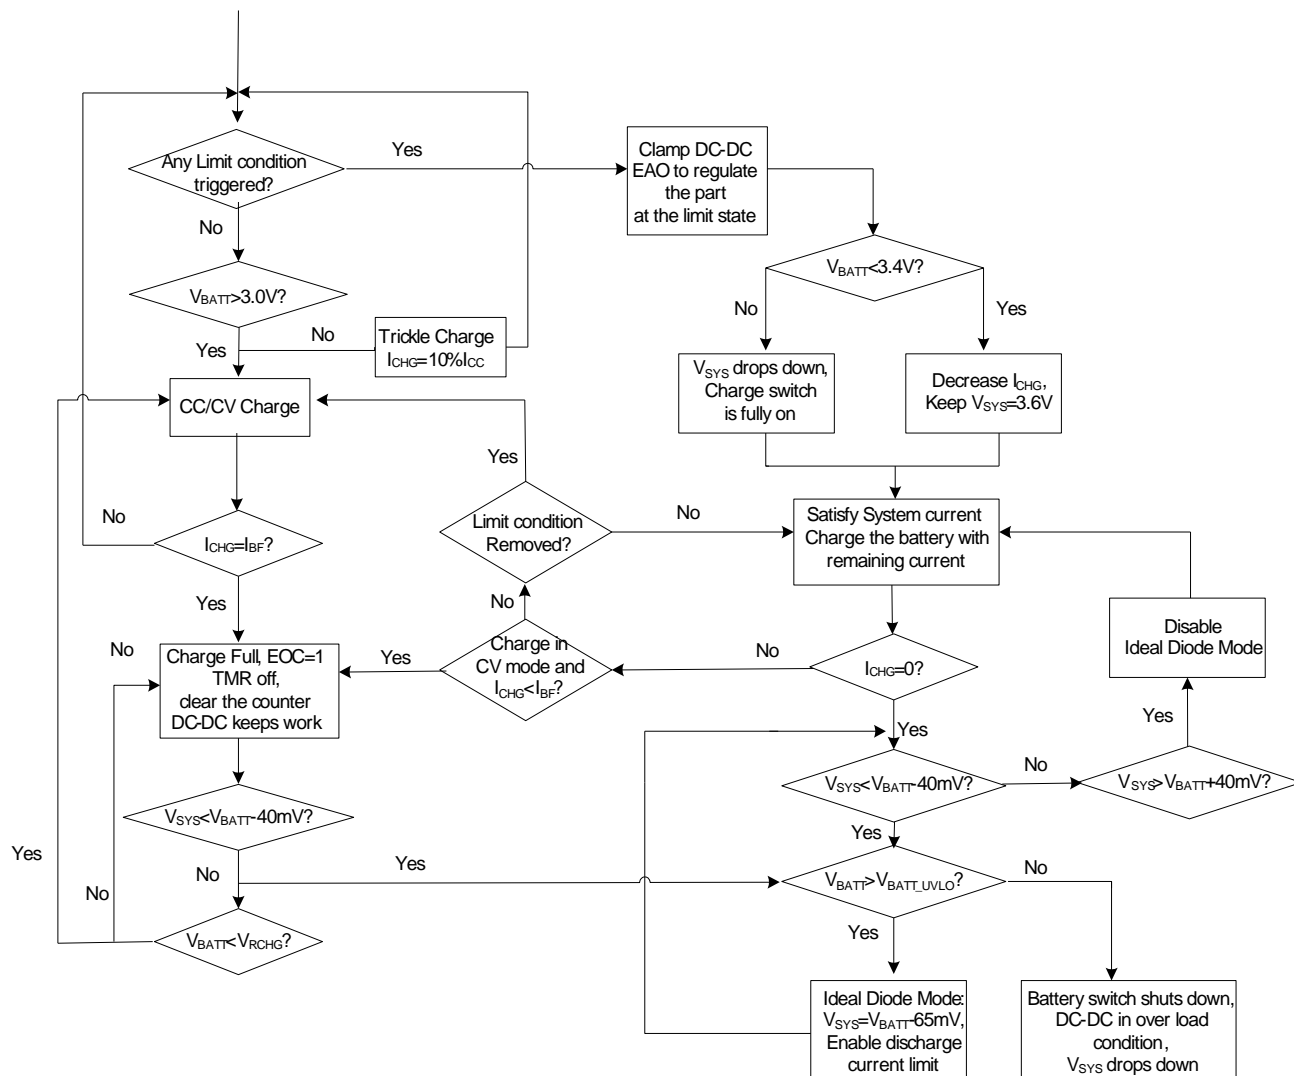 Any Limit condition
triggered?
Yes
Clamp DC-DC
EAO to regulate
the part
at the limit state
No
VBATT<3.4V?
VBATT>3.0V?
No
Yes
No
Trickle Charge
ICHG=10%ICC
Yes
VSYS drops down,
Charge switch
is fully on
Decrease ICHG,
Keep VSYS=3.6V
CC/CV Charge
Yes
Limit condition
Removed?
No
Satisfy System current
Charge the battery with
remaining current
No
ICHG=IBF?
Yes
No
Disable
Ideal Diode Mode
No
Charge Full, EOC=1
TMR off,
clear the counter
DC-DC keeps work
Yes
Charge in
CV mode and
ICHG<IBF?
No
ICHG=0?
Yes
Yes
VSYS<VBATT-40mV?
No
VSYS>VBATT+40mV?
VSYS<VBATT-40mV?
Yes
Yes
No
No
Yes
VBATT>VBATT_UVLO?
No
VBATT<VRCHG?
Yes
Ideal Diode Mode:
VSYS=VBATT-65mV,
Enable discharge
current limit
Battery switch shuts down,
DC-DC in over load
condition,
VSYS drops down